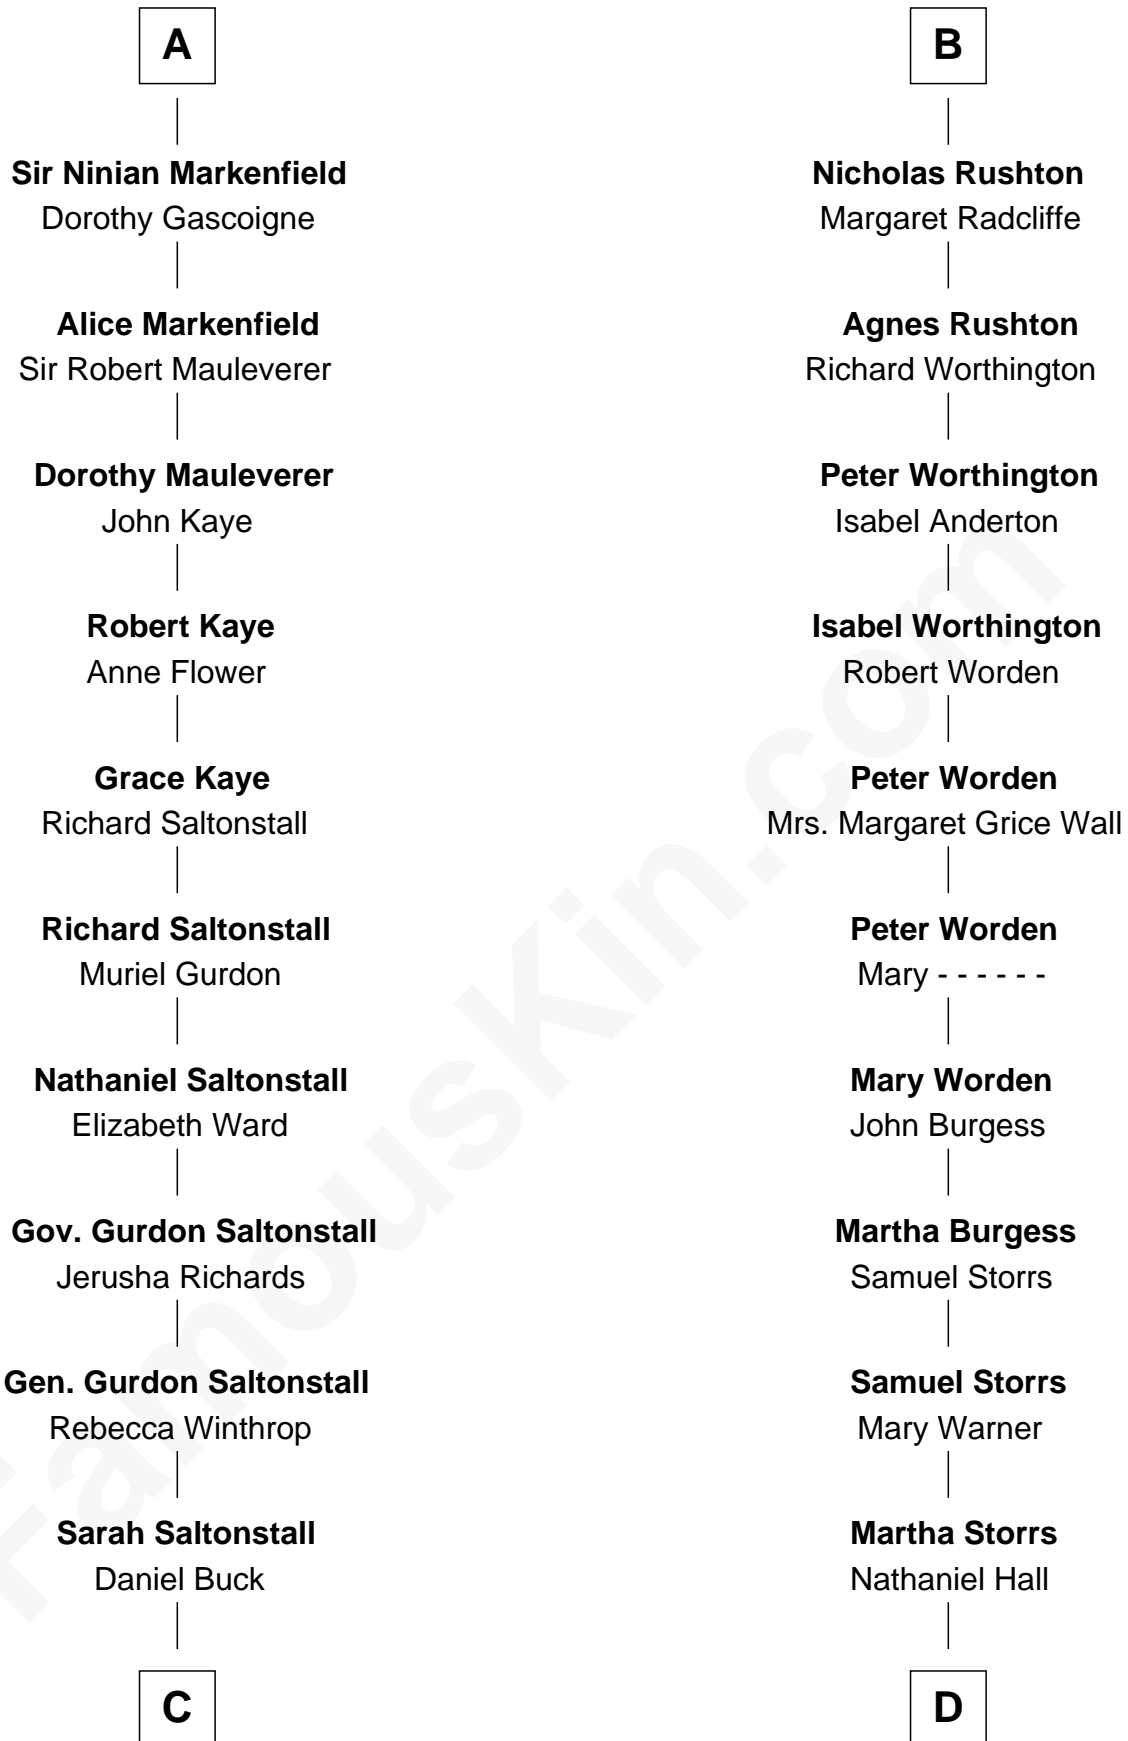 A
Sir Ninian Markenfield
Dorothy Gascoigne
Alice Markenfield
Sir Robert Mauleverer
Dorothy Mauleverer
John Kaye
Robert Kaye
Anne Flower
Grace Kaye
Richard Saltonstall
Richard Saltonstall
Muriel Gurdon
Nathaniel Saltonstall
Elizabeth Ward
Gov. Gurdon Saltonstall
Jerusha Richards
Gen. Gurdon Saltonstall
Rebecca Winthrop
Sarah Saltonstall
Daniel Buck
C
B
Nicholas Rushton
Margaret Radcliffe
Agnes Rushton
Richard Worthington
Peter Worthington
Isabel Anderton
Isabel Worthington
Robert Worden
Peter Worden
Mrs. Margaret Grice Wall
Peter Worden
Mary - - - - - -
Mary Worden
John Burgess
Martha Burgess
Samuel Storrs
Samuel Storrs
Mary Warner
Martha Storrs
Nathaniel Hall
D
FamousKin.com